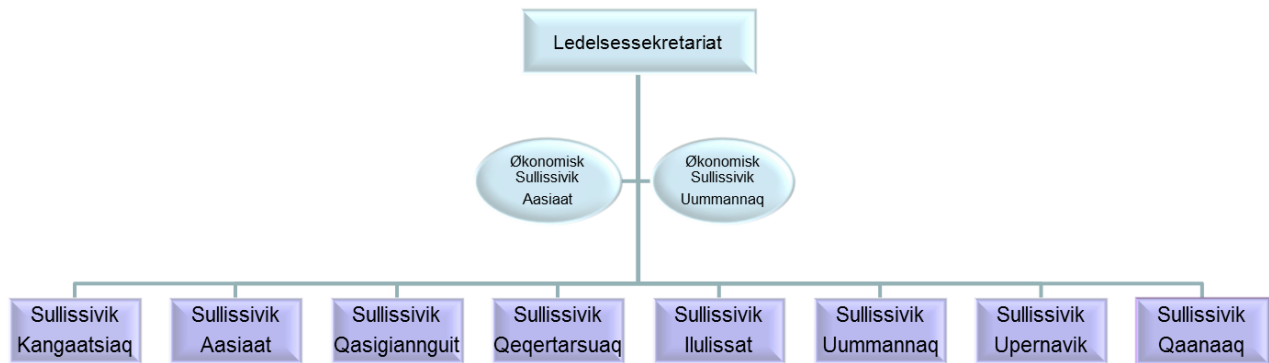 Ledelsessekretariat
Økonomisk
Sullissivik
Aasiaat
Økonomisk
Sullissivik
Uummannaq
Sullissivik
Kangaatsiaq
Sullissivik
Aasiaat
Sullissivik
Qasigiannguit
Sullissivik
Qeqertarsuaq
Sullissivik
Ilulissat
Sullissivik
Uummannaq
Sullissivik
Upernavik
Sullissivik
Qaanaaq